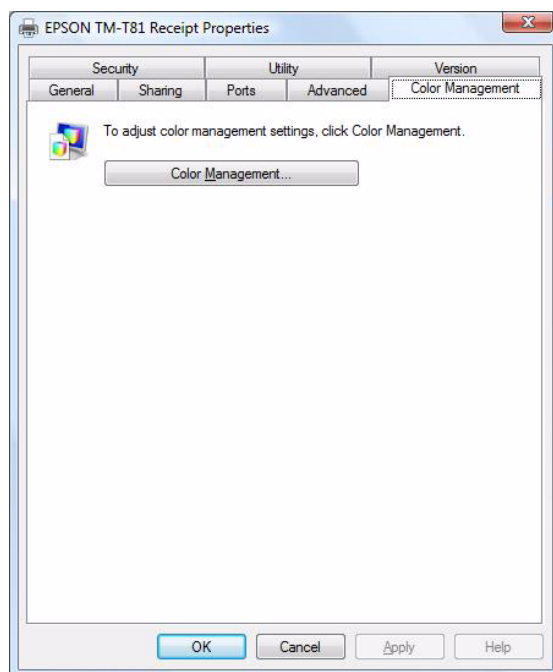 EPSON TM-T81 Receipt Properties
Security Utility Version
General Sharing Ports Advanced Color Management
To adjust color management settings, click Color Management.
Color Management...
OK Cancel Apply Help